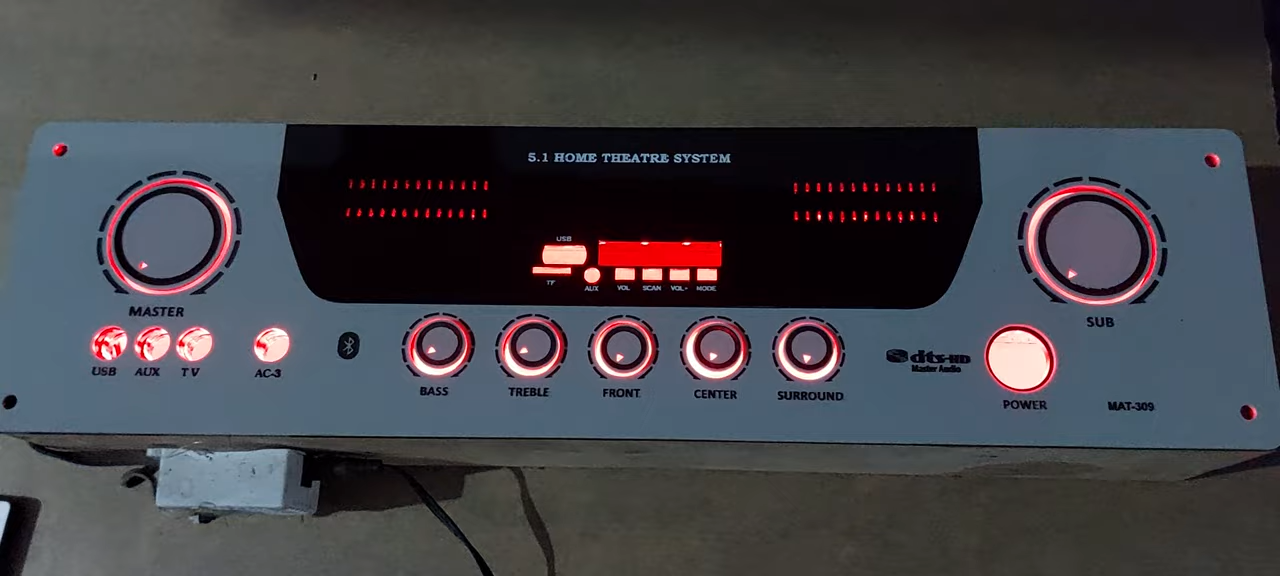 5.1 HOME THEATRE SYSTEM
USB
TF
AUX
VOL
SCAN
VOL+
MODE
MASTER
SUB
USB
AUX
TV
AC-3
BASS
TREBLE
FRONT
CENTER
SURROUND
dts-HD
Master Audio
POWER
MAT-309